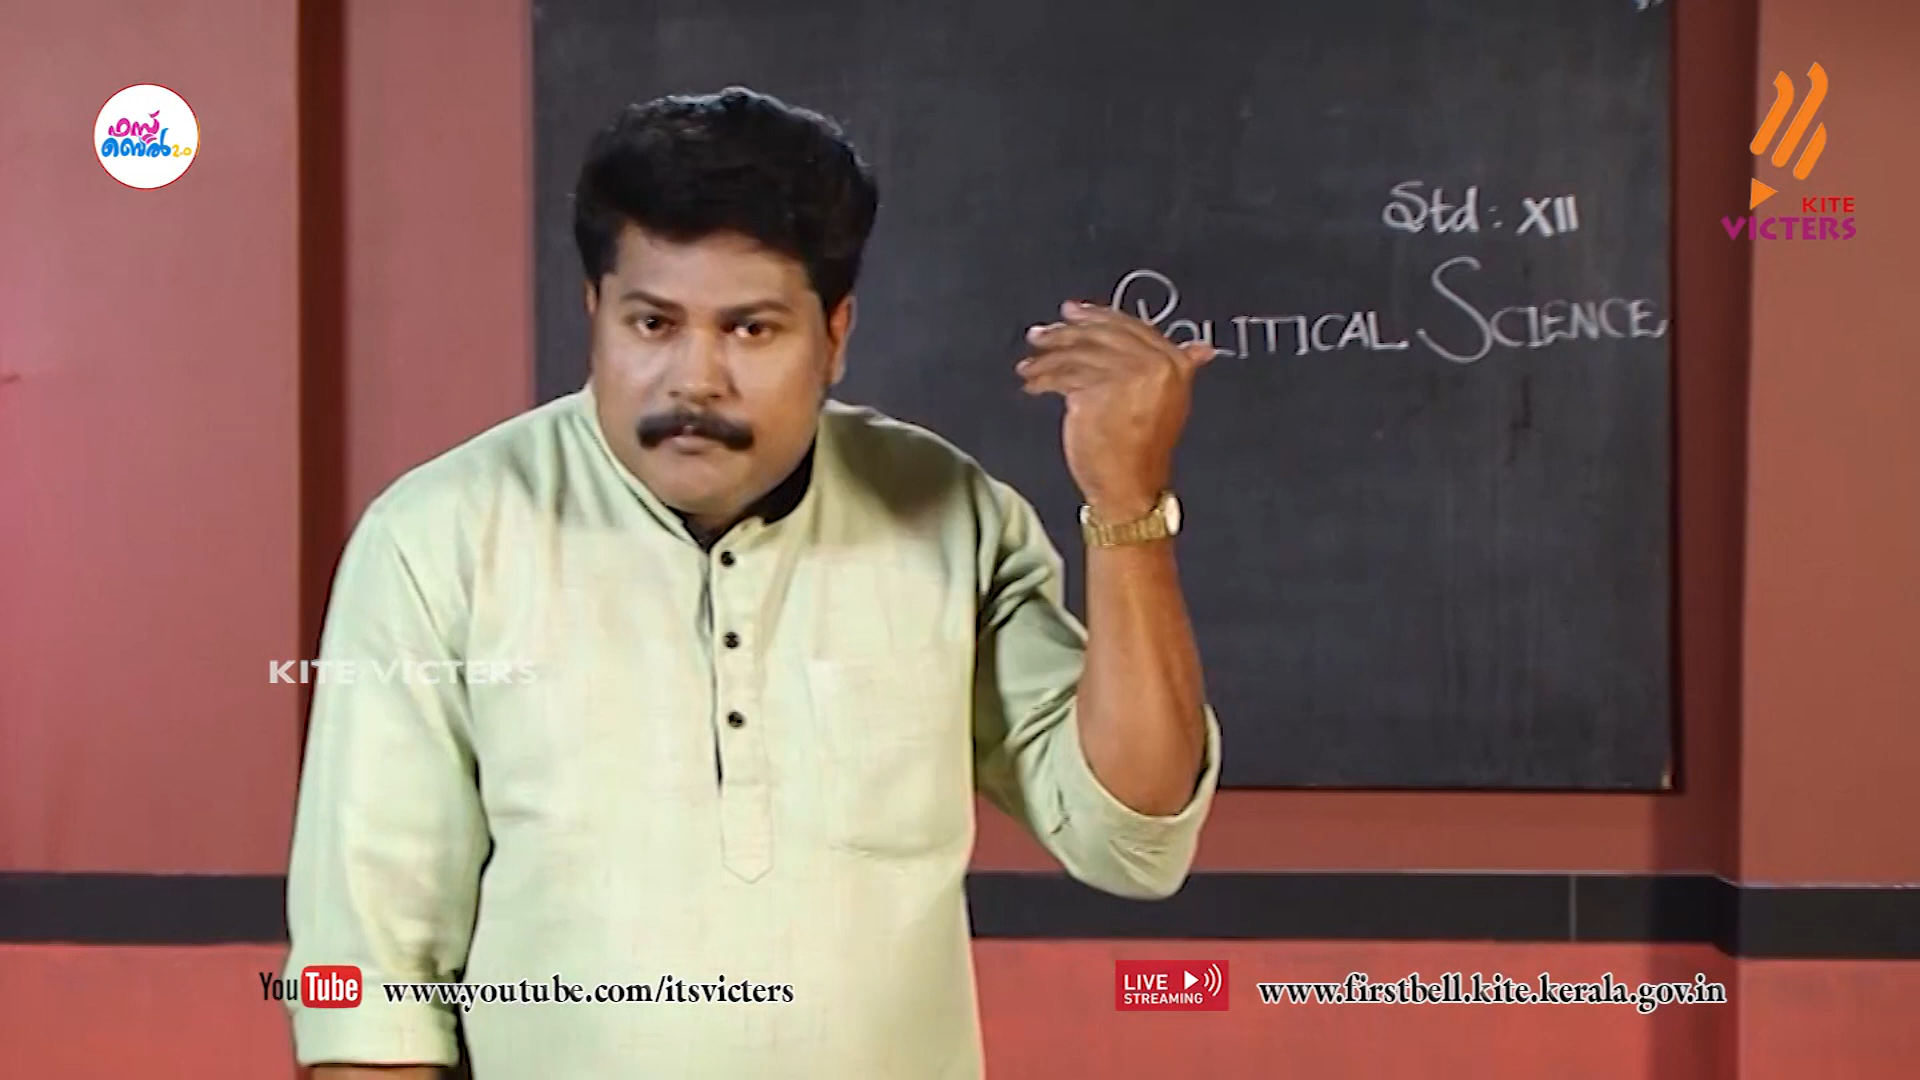 ഫസ്റ്റ്
ബെൽ 2.0
KITE
VICTERS
Std: XII
POLITICAL SCIENCE
KITE VICTERS
YouTube www.youtube.com/itsvicters
LIVE
STREAMING
www.firstbell.kite.kerala.gov.in